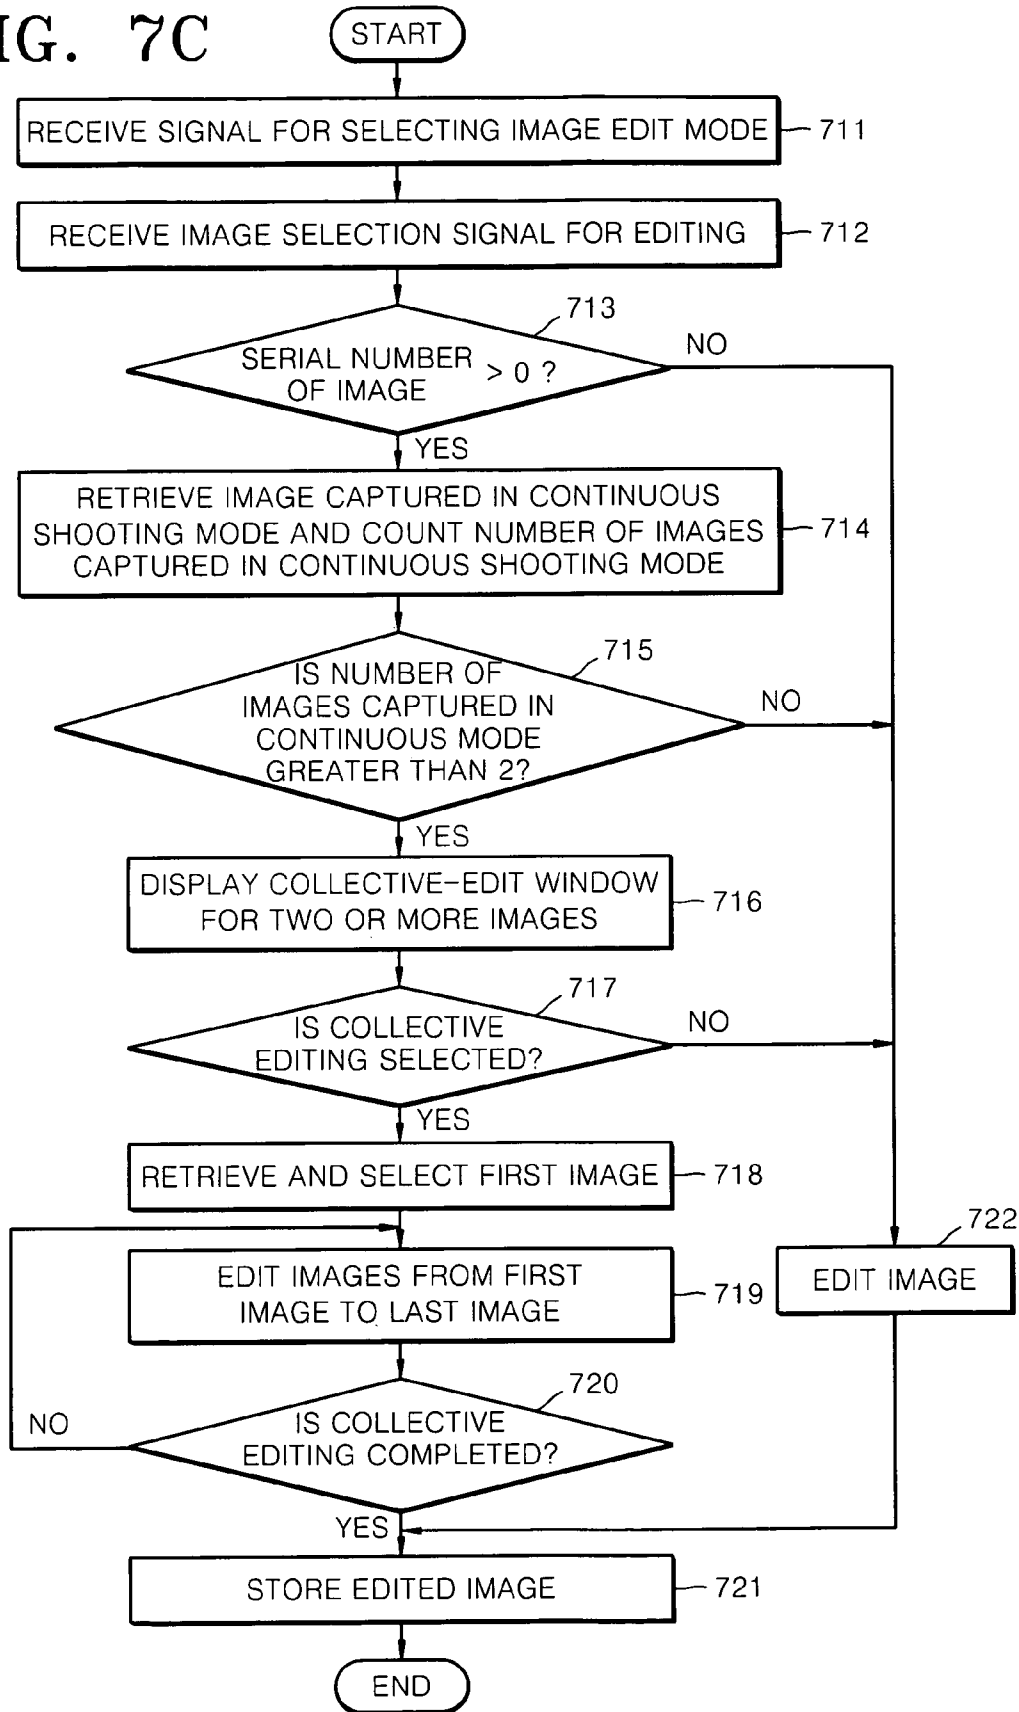 IG. 7C
START
RECEIVE SIGNAL FOR SELECTING IMAGE EDIT MODE
711
RECEIVE IMAGE SELECTION SIGNAL FOR EDITING
712
713
SERIAL NUMBER
OF IMAGE
> 0 ?
NO
YES
RETRIEVE IMAGE CAPTURED IN CONTINUOUS
SHOOTING MODE AND COUNT NUMBER OF IMAGES
CAPTURED IN CONTINUOUS SHOOTING MODE
714
715
IS NUMBER OF
IMAGES CAPTURED IN
CONTINUOUS MODE
GREATER THAN 2?
NO
YES
DISPLAY COLLECTIVE-EDIT WINDOW
FOR TWO OR MORE IMAGES
716
717
IS COLLECTIVE
EDITING SELECTED?
NO
YES
RETRIEVE AND SELECT FIRST IMAGE
718
EDIT IMAGES FROM FIRST
IMAGE TO LAST IMAGE
719
722
EDIT IMAGE
720
IS COLLECTIVE
EDITING COMPLETED?
NO
YES
STORE EDITED IMAGE
721
END